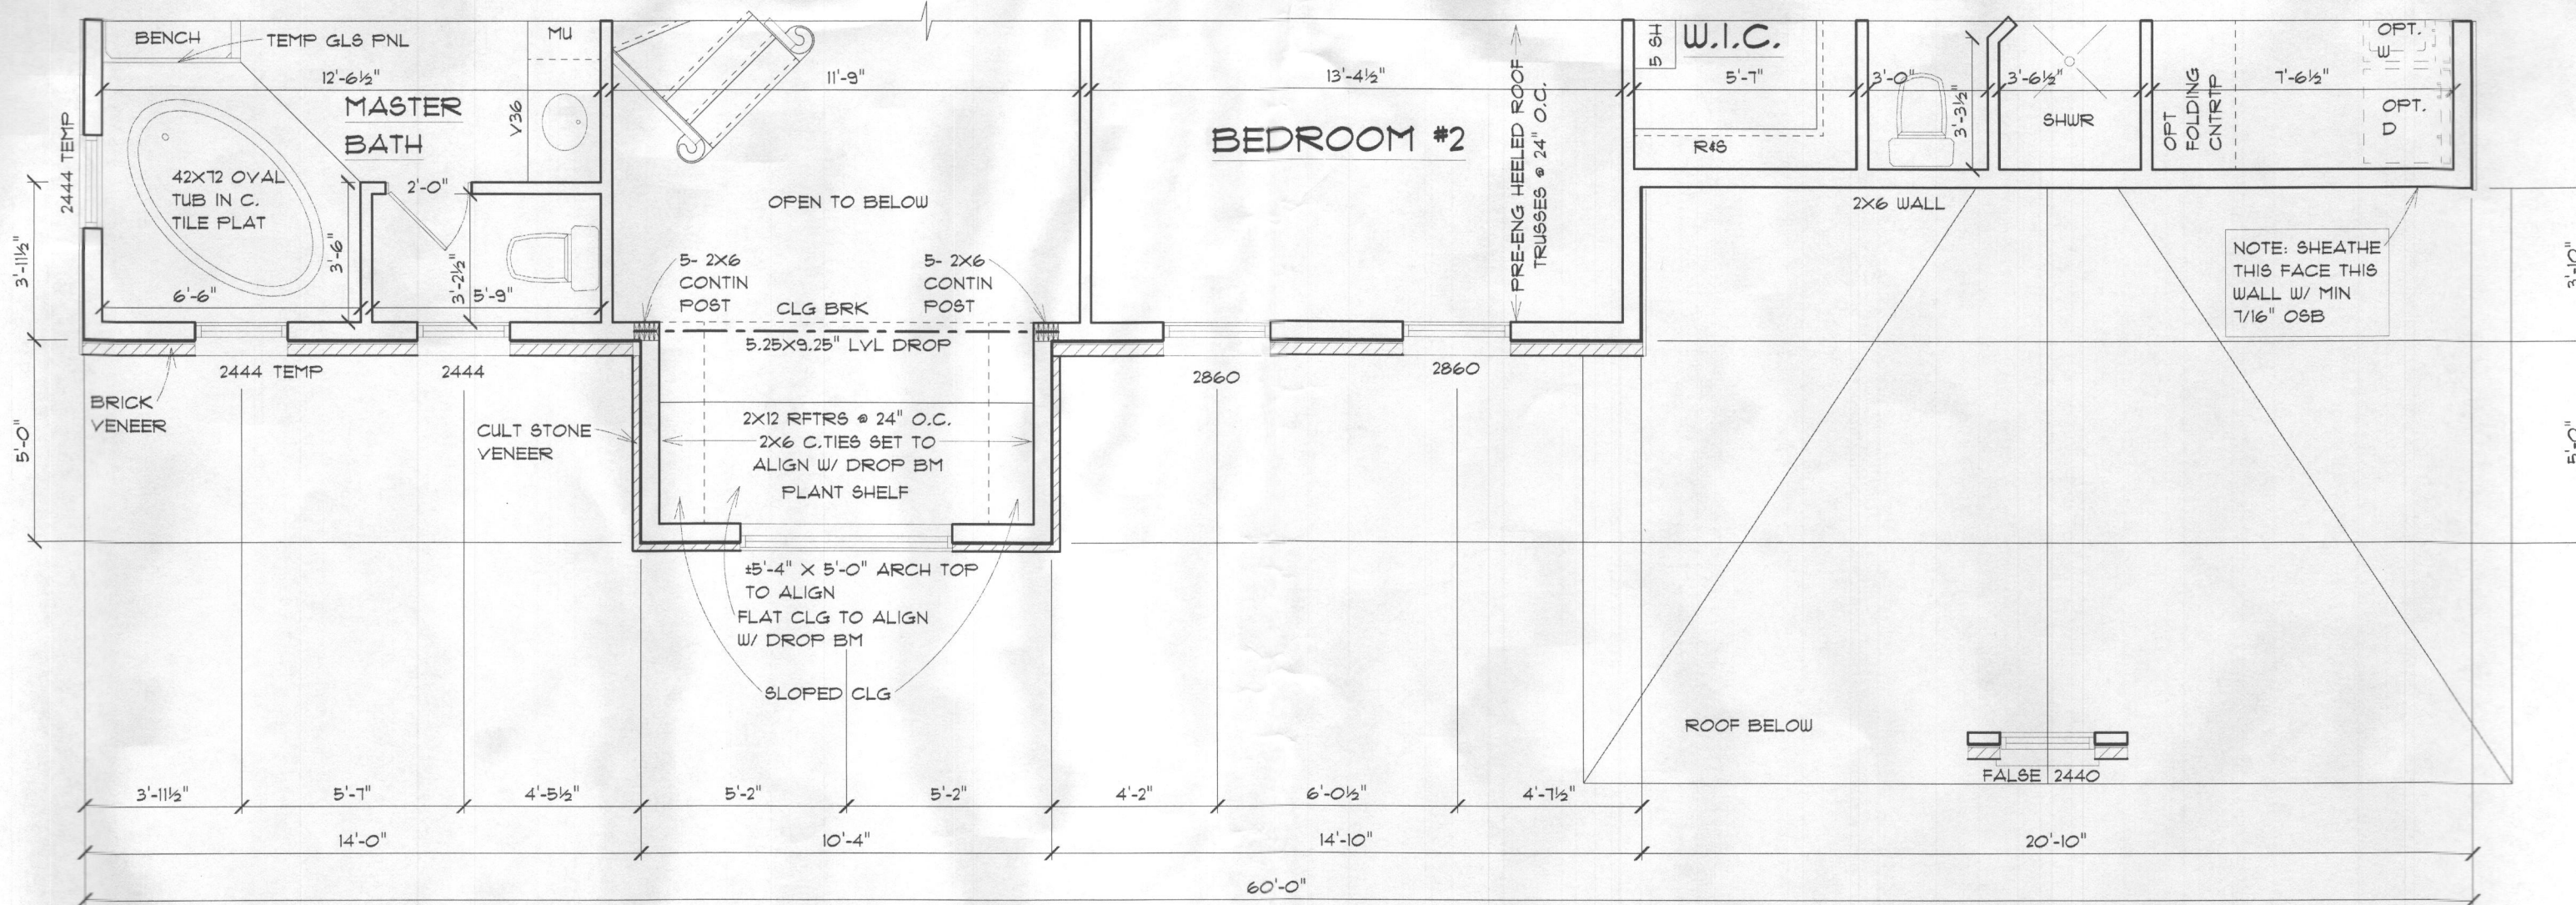 BENCH
TEMP GLS PNL
MU
5 SH
W.I.C.
OPT.
W
12'-6½"
11'-9"
13'-4½"
5'-7"
3'-0"
3'-6½"
7'-6½"
MASTER
BATH
V36
BEDROOM #2
PRE-ENG HEELED ROOF
TRUSSES @ 24" O.C.
R&S
3'-3½"
SHWR
OPT
FOLDING
CNTRTP
OPT.
D
2444 TEMP
42X72 OVAL
TUB IN C.
TILE PLAT
2'-0"
OPEN TO BELOW
2X6 WALL
3'-11½"
3'-6"
3'-2½"
6'-6"
5'-9"
5- 2X6
CONTIN
POST
5- 2X6
CONTIN
POST
CLG BRK
5.25X9.25" LVL DROP
NOTE: SHEATHE
THIS FACE THIS
WALL W/ MIN
7/16" OSB
3'-10"
2444 TEMP
2444
2860
2860
BRICK
VENEER
CULT STONE
VENEER
2X12 RFTRS @ 24" O.C.
2X6 C.TIES SET TO
ALIGN W/ DROP BM
PLANT SHELF
5'-0"
5'-0"
±5'-4" X 5'-0" ARCH TOP
TO ALIGN
FLAT CLG TO ALIGN
W/ DROP BM
SLOPED CLG
ROOF BELOW
FALSE 2440
3'-11½"
5'-7"
4'-5½"
5'-2"
5'-2"
4'-2"
6'-0½"
4'-7½"
14'-0"
10'-4"
14'-10"
20'-10"
60'-0"